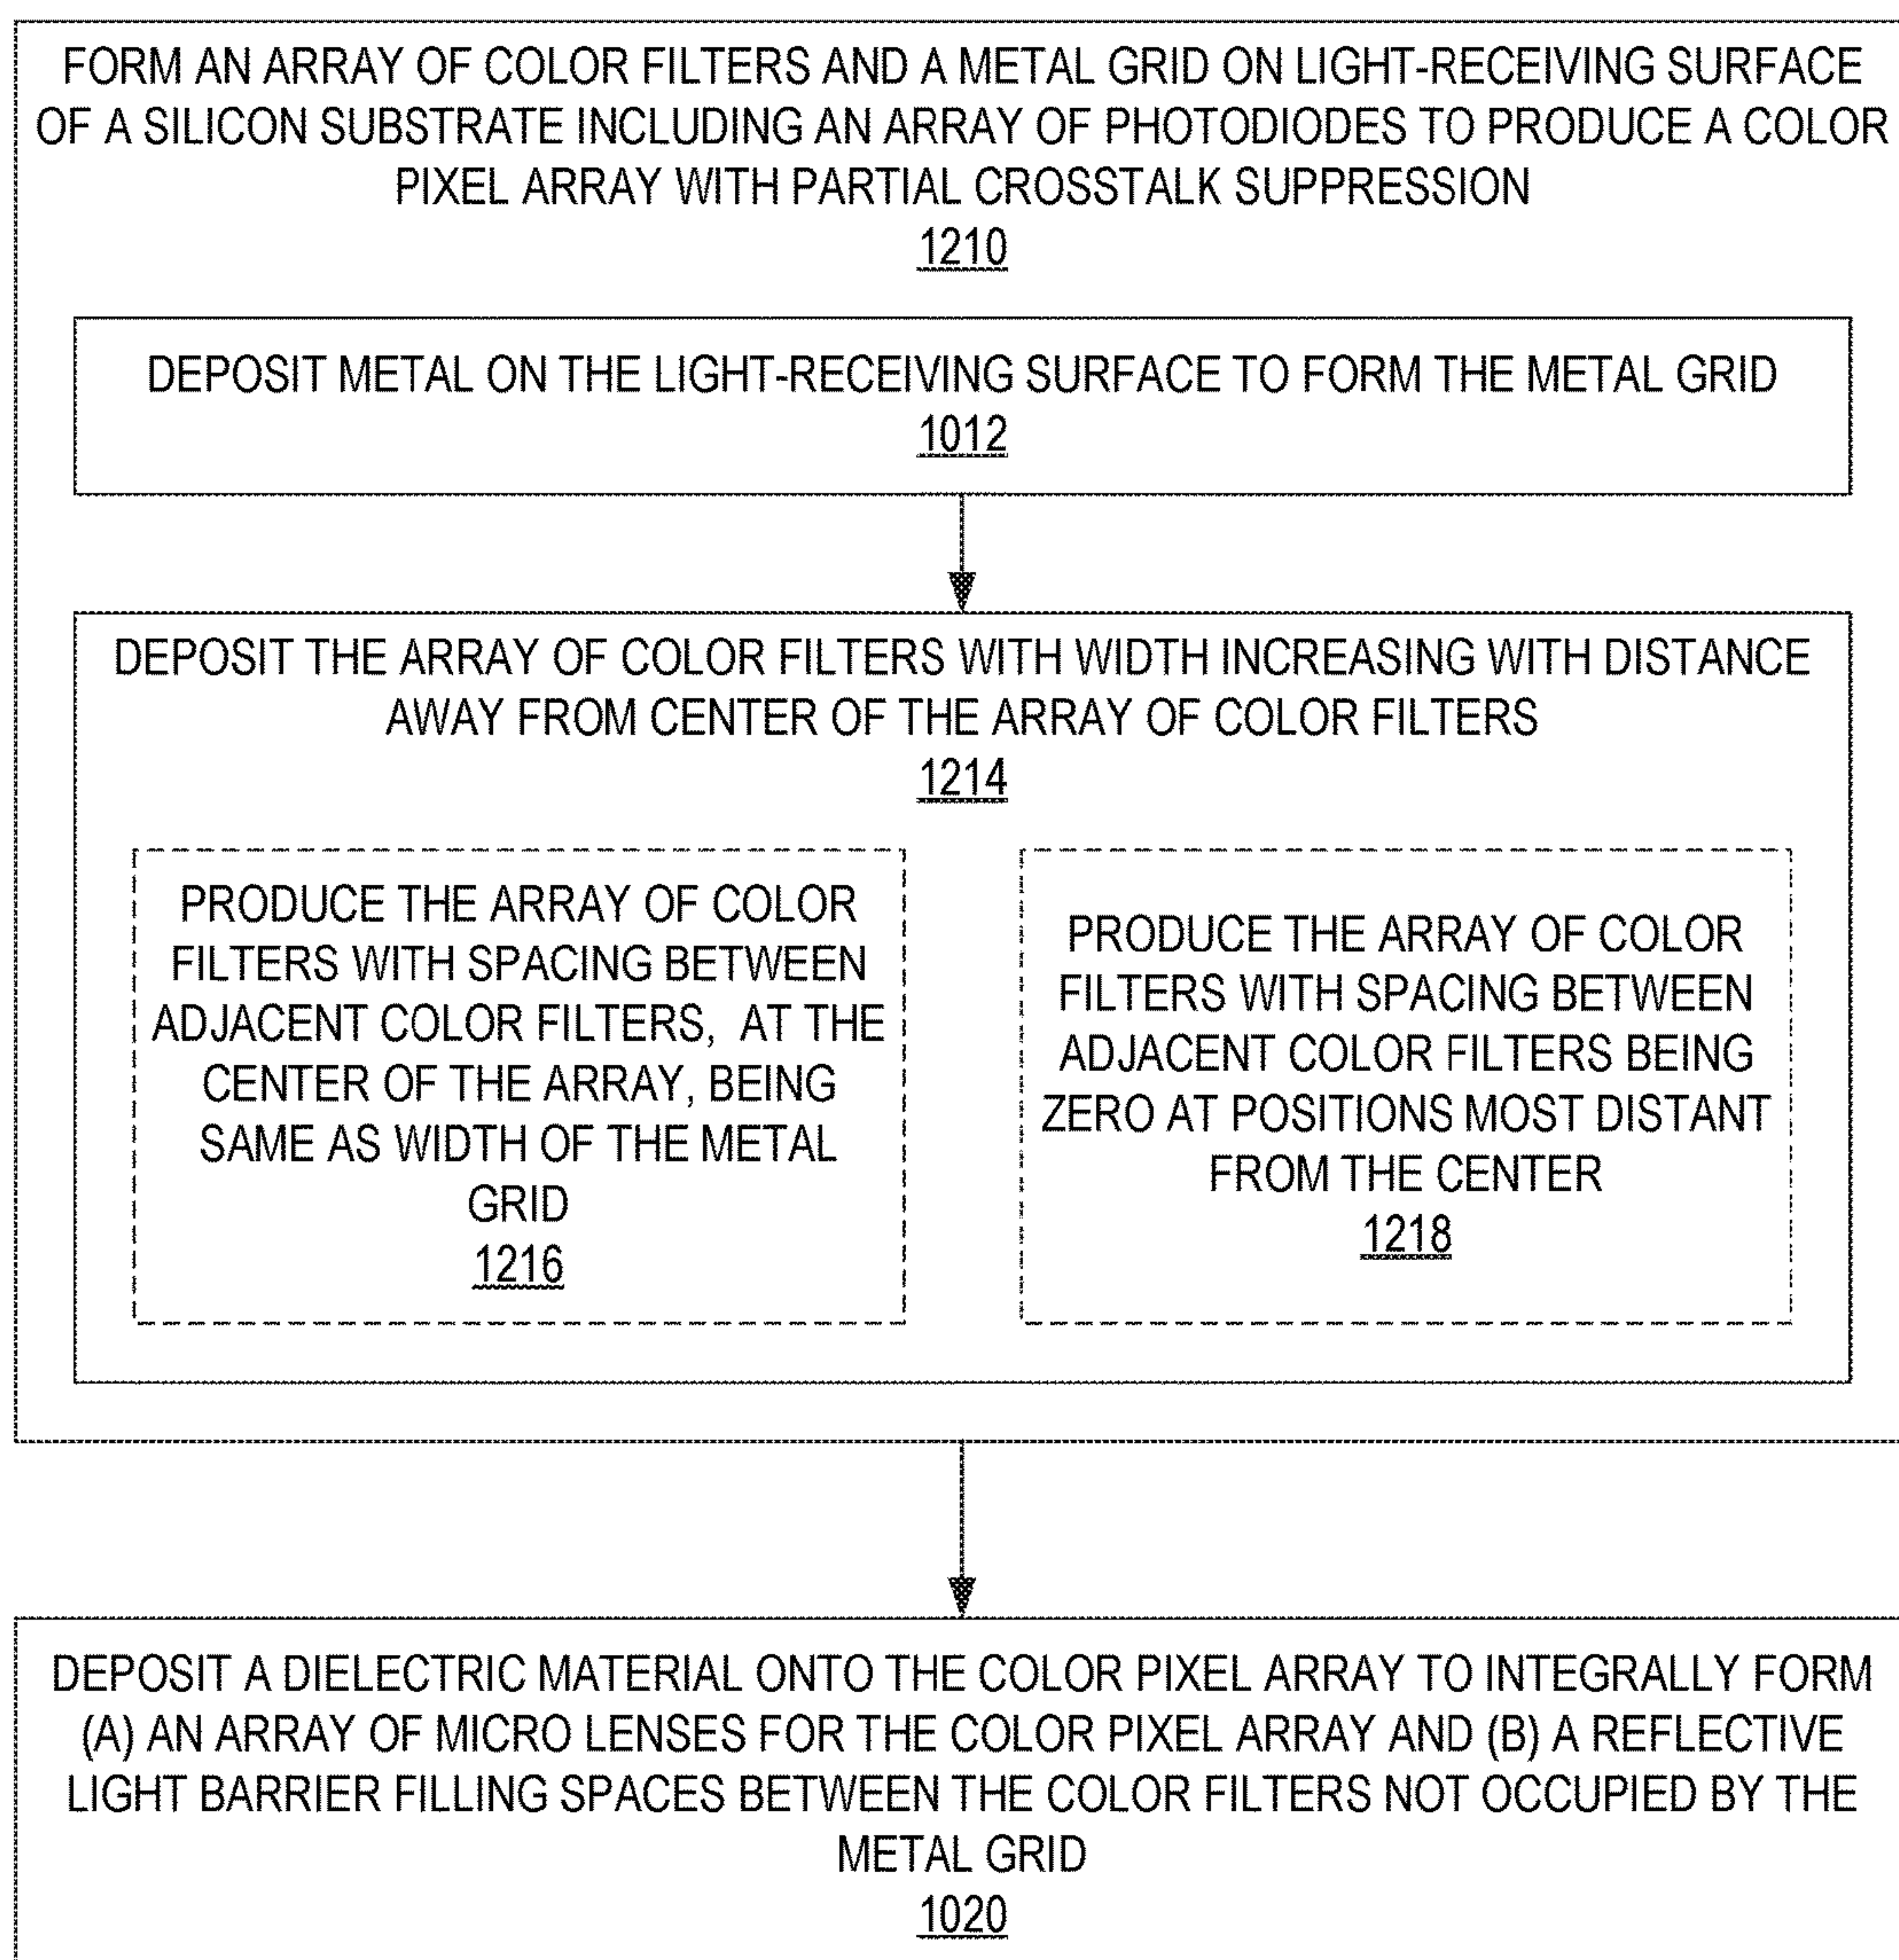 FORM AN ARRAY OF COLOR FILTERS AND A METAL GRID ON LIGHT-RECEIVING SURFACE
OF A SILICON SUBSTRATE INCLUDING AN ARRAY OF PHOTODIODES TO PRODUCE A COLOR
PIXEL ARRAY WITH PARTIAL CROSSTALK SUPPRESSION
1210
DEPOSIT METAL ON THE LIGHT-RECEIVING SURFACE TO FORM THE METAL GRID
1012
DEPOSIT THE ARRAY OF COLOR FILTERS WITH WIDTH INCREASING WITH DISTANCE
AWAY FROM CENTER OF THE ARRAY OF COLOR FILTERS
1214
PRODUCE THE ARRAY OF COLOR
FILTERS WITH SPACING BETWEEN
ADJACENT COLOR FILTERS, AT THE
CENTER OF THE ARRAY, BEING
SAME AS WIDTH OF THE METAL
GRID
1216
PRODUCE THE ARRAY OF COLOR
FILTERS WITH SPACING BETWEEN
ADJACENT COLOR FILTERS BEING
ZERO AT POSITIONS MOST DISTANT
FROM THE CENTER
1218
DEPOSIT A DIELECTRIC MATERIAL ONTO THE COLOR PIXEL ARRAY TO INTEGRALLY FORM
(A) AN ARRAY OF MICRO LENSES FOR THE COLOR PIXEL ARRAY AND (B) A REFLECTIVE
LIGHT BARRIER FILLING SPACES BETWEEN THE COLOR FILTERS NOT OCCUPIED BY THE
METAL GRID
1020